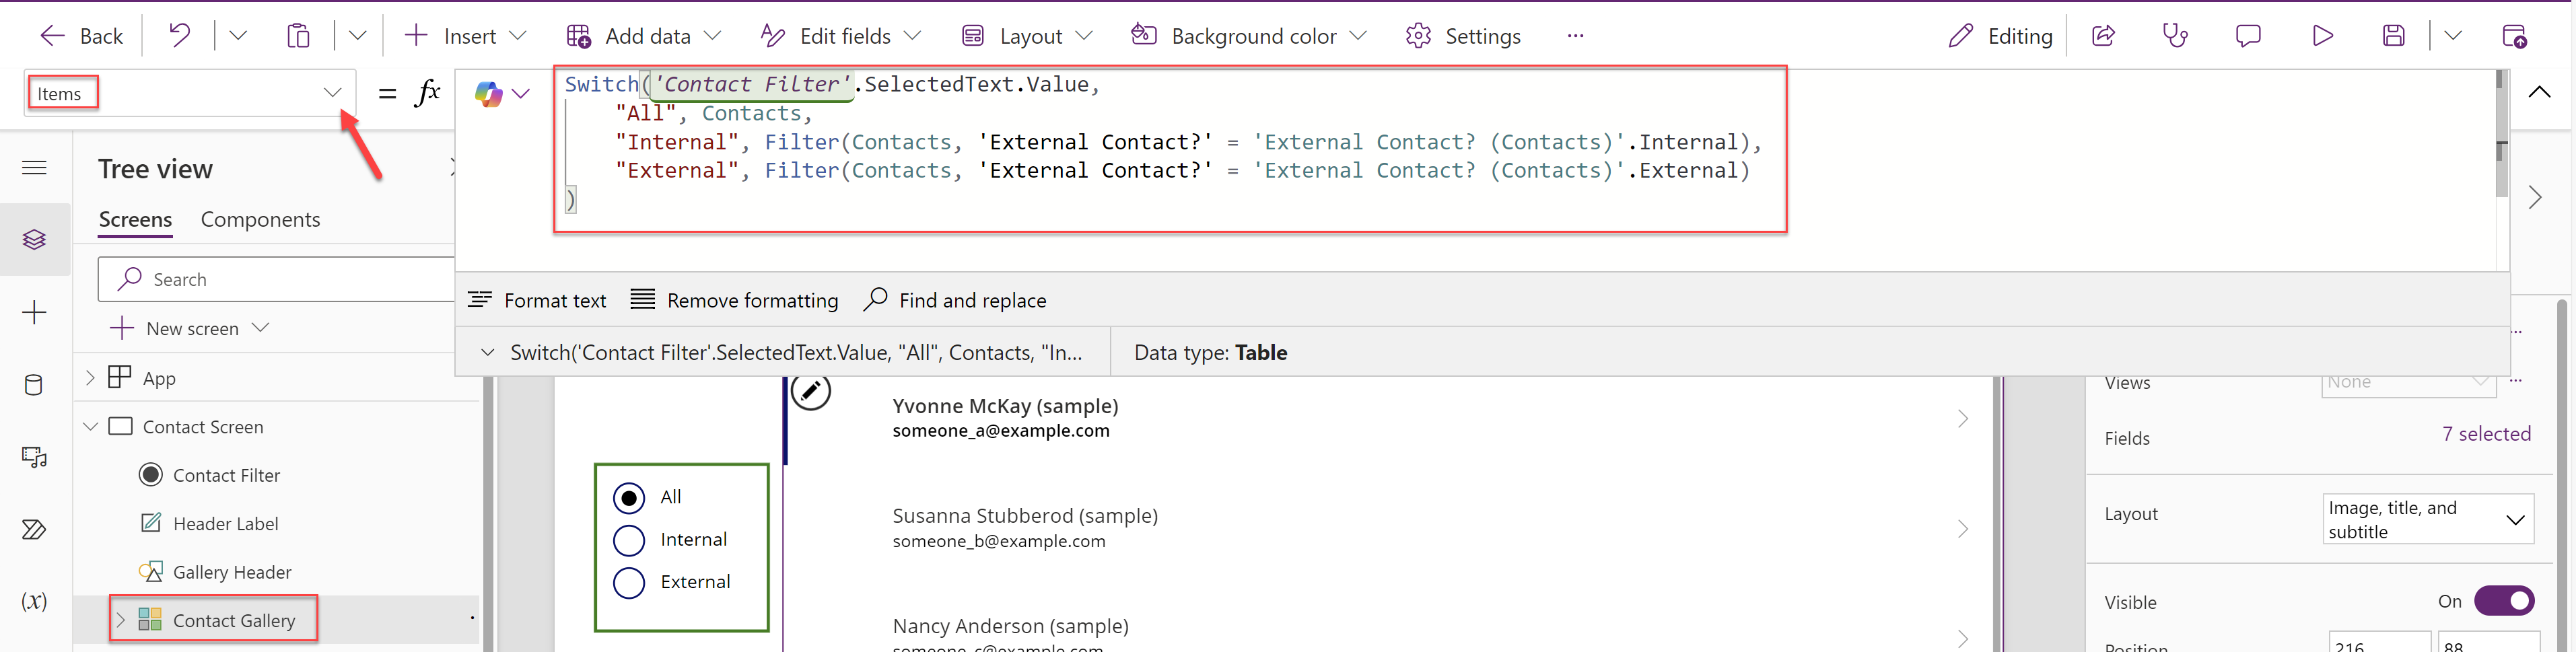 Back
Insert
Add data
Edit fields
Layout
Background color
Settings
...
Editing
Items
= fx
Switch('Contact Filter'.SelectedText.Value,
"All", Contacts,
"Internal", Filter(Contacts, 'External Contact?' = 'External Contact? (Contacts)'.Internal),
"External", Filter(Contacts, 'External Contact?' = 'External Contact? (Contacts)'.External)
)
Tree view
Screens
Components
Search
New screen
Format text
Remove formatting
Find and replace
Switch('Contact Filter'.SelectedText.Value, "All", Contacts, "In...
Data type: Table
App
Contact Screen
Contact Filter
Header Label
Gallery Header
Contact Gallery
(x)
All
Internal
External
Yvonne McKay (sample)
someone_a@example.com
Susanna Stubberod (sample)
someone_b@example.com
Nancy Anderson (sample)
someone_c@example.com
Views
None
Fields
7 selected
Layout
Image, title, and
subtitle
Visible
On
Position
216
88